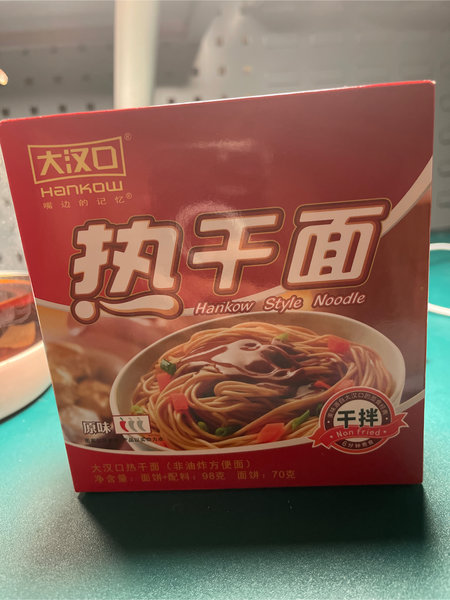 大汉口®
HANKOW
嘴边的记忆®
热干面
Hankow Style Noodle
原味
干拌
Non Fried
大汉口热干面（非油炸方便面）
净含量：面饼+配料：98克 面饼：70克